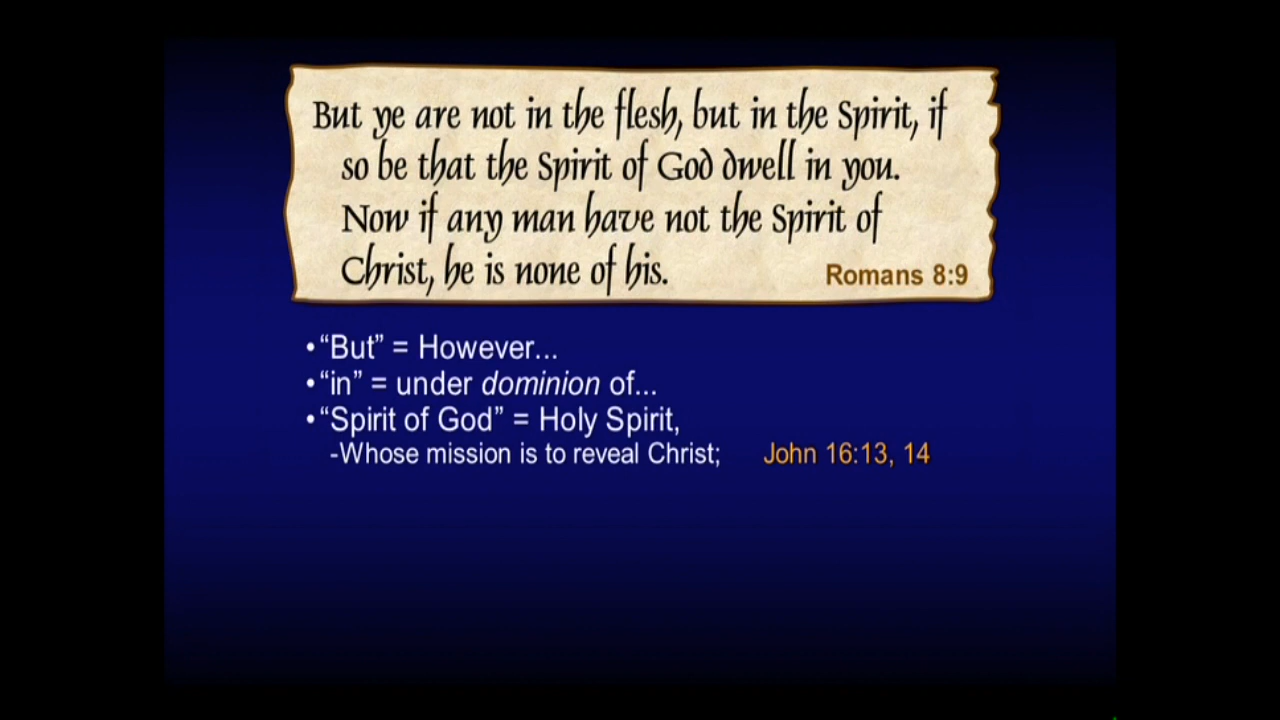 But ye are not in the flesh, but in the Spirit, if
so be that the Spirit of God dwell in you.
Now if any man have not the Spirit of
Christ, he is none of his. Romans 8:9
•“But” = However...
•“in” = under dominion of...
•“Spirit of God” = Holy Spirit,
-Whose mission is to reveal Christ; John 16:13, 14